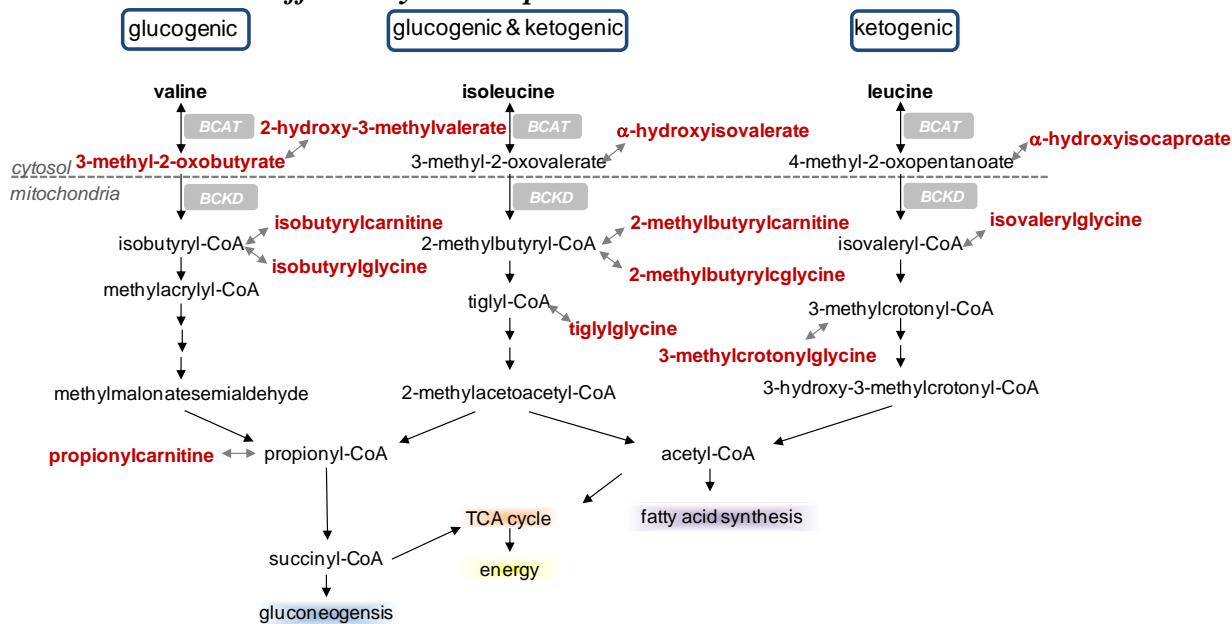 glucogenic
glucogenic & ketogenic
ketogenic
valine
isoleucine
leucine
BCAT
2-hydroxy-3-methylvalerate
BCAT
α-hydroxyisovalerate
BCAT
α-hydroxyisocaproate
3-methyl-2-oxobutyrate
3-methyl-2-oxovalerate
4-methyl-2-oxopentanoate
cytosol
mitochondria
BCKD
BCKD
BCKD
isobutyrylcarnitine
2-methylbutyrylcarnitine
isovalerylglycine
isobutyryl-CoA
2-methylbutyryl-CoA
isovaleryl-CoA
isobutyrylglycine
2-methylbutyrylcglycine
methylacrylyl-CoA
tiglyl-CoA
3-methylcrotonyl-CoA
tiglylglycine
3-methylcrotonylglycine
methylmalonatesemialdehyde
2-methylacetoacetyl-CoA
3-hydroxy-3-methylcrotonyl-CoA
propionylcarnitine
propionyl-CoA
acetyl-CoA
TCA cycle
fatty acid synthesis
succinyl-CoA
energy
gluconeogensis